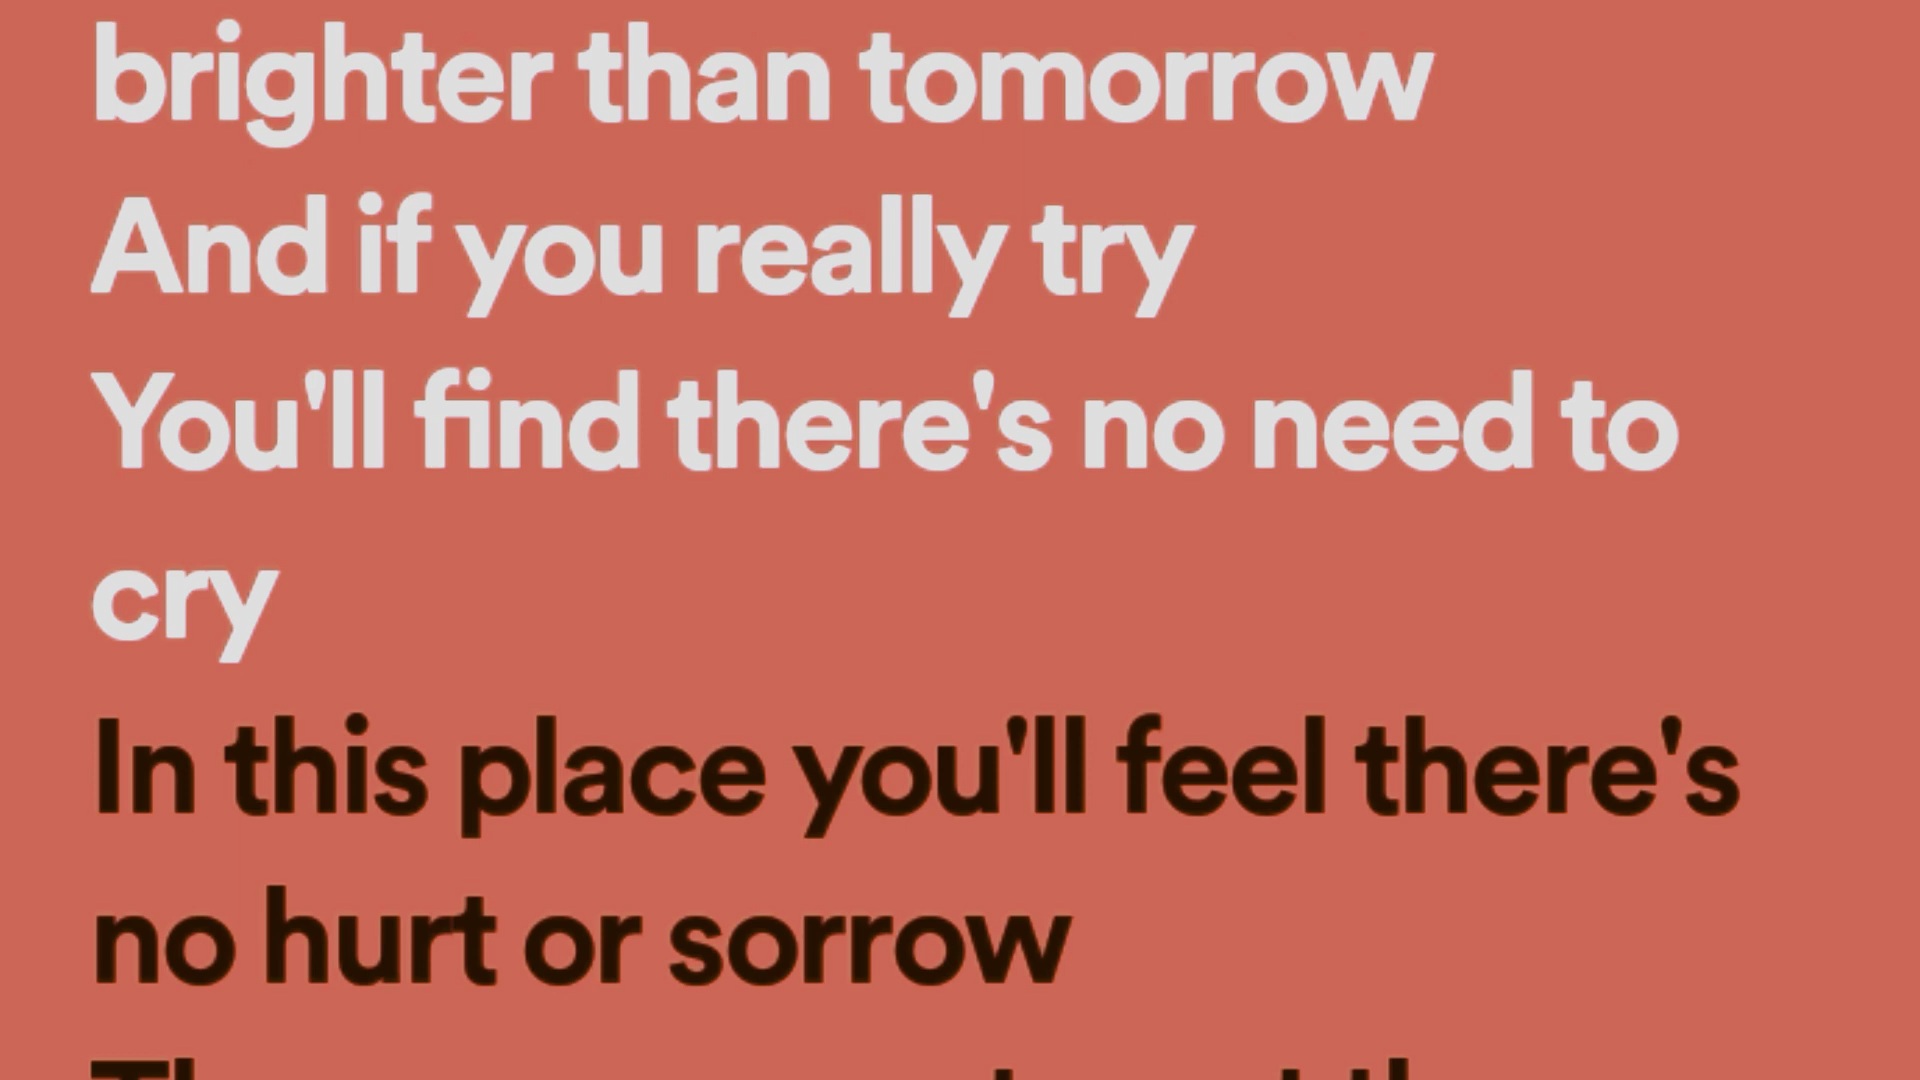 brighter than tomorrow
And if you really try
You'll find there's no need to
cry
In this place you'll feel there's
no hurt or sorrow